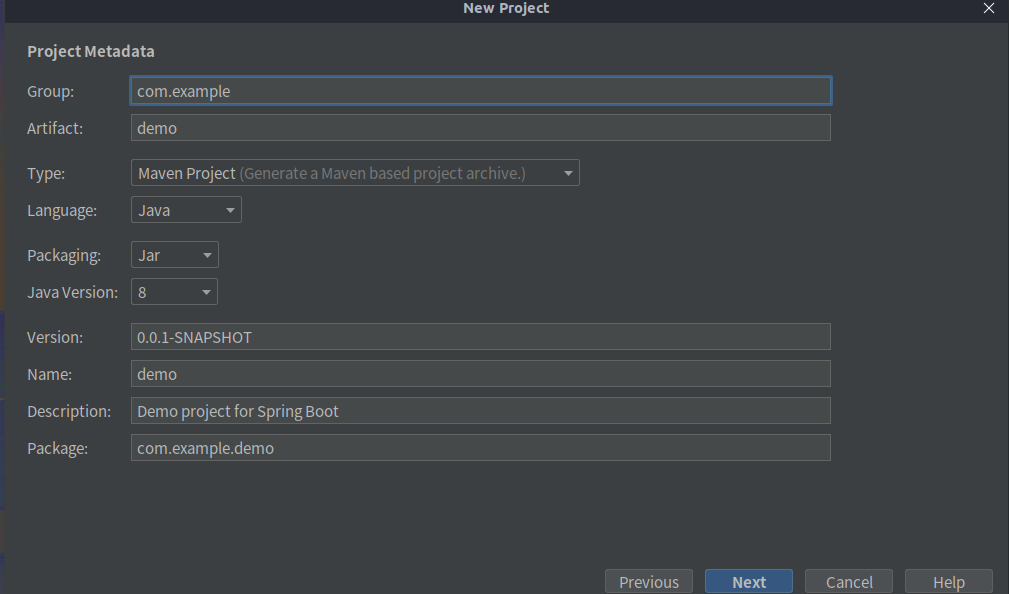 New Project
Project Metadata
Group: com.example
Artifact: demo
Type: Maven Project (Generate a Maven based project archive.)
Language: Java
Packaging: Jar
Java Version: 8
Version: 0.0.1-SNAPSHOT
Name: demo
Description: Demo project for Spring Boot
Package: com.example.demo
Previous Next Cancel Help